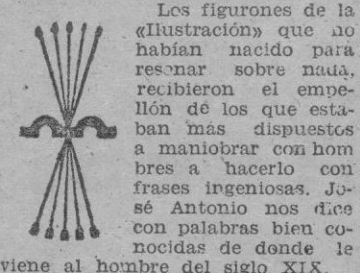 Los figurones de la
«Ilustración» que no
habían nacido para
resonar sobre nada,
recibieron el empe-
llón de los que esta-
ban más dispuestos
a maniobrar con hom
bres a hacerlo con
frases ingeniosas. Jo-
sé Antonio nos dice
con palabras bien co-
nocidas de donde le
viene al hombre del siglo XIX.